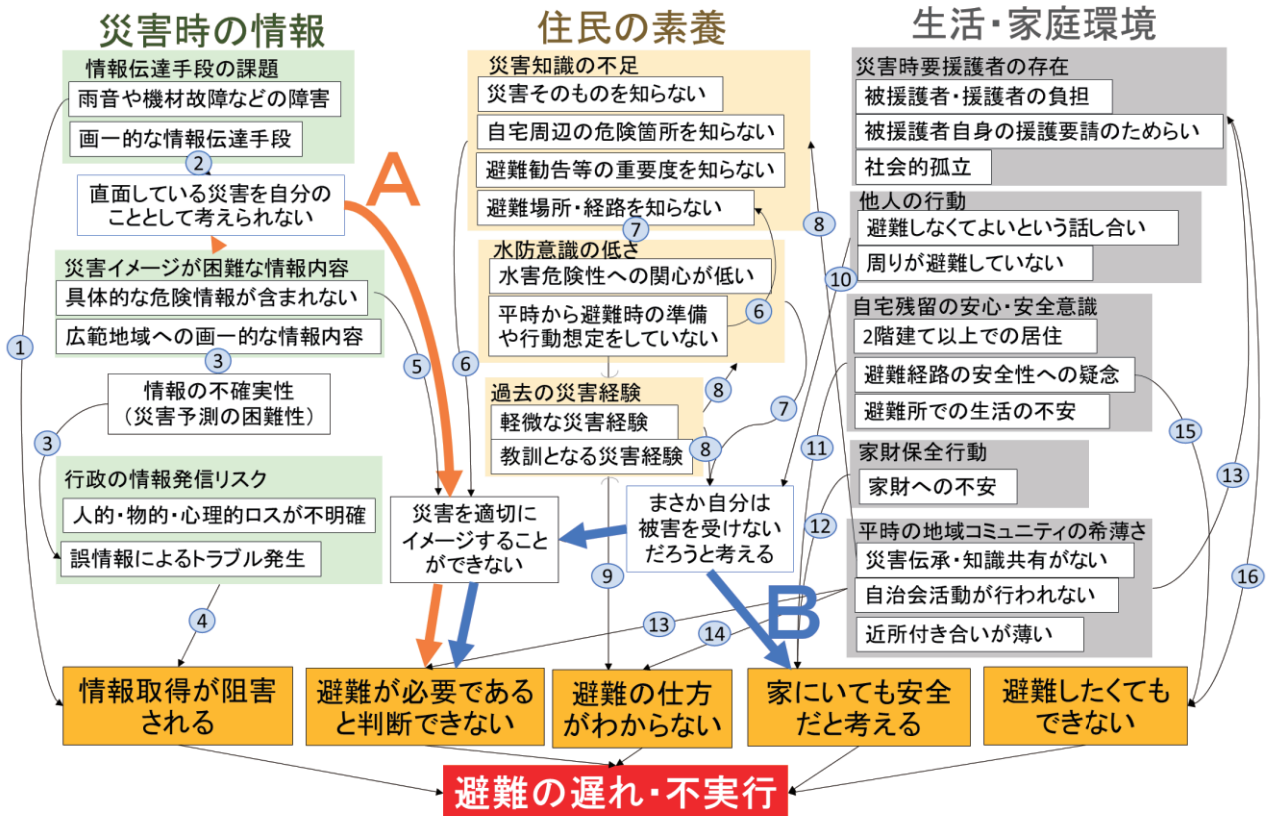 災害時の情報
情報伝達手段の課題
雨音や機材故障などの障害
画一的な情報伝達手段
2
直面している災害を自分の
こととして考えられない
A
災害イメージが困難な情報内容
具体的な危険情報が含まれない
広範地域への画一的な情報内容
1
3
5
情報の不確実性
(災害予測の困難性)
3
行政の情報発信リスク
人的・物的・心理的ロスが不明確
誤情報によるトラブル発生
4
住民の素養
災害知識の不足
災害そのものを知らない
自宅周辺の危険箇所を知らない
避難勧告等の重要度を知らない
避難場所・経路を知らない
7
水防意識の低さ
水害危険性への関心が低い
平時から避難時の準備
や行動想定をしていない
6
6
過去の災害経験
軽微な災害経験
教訓となる災害経験
8
8
7
災害を適切に
イメージすること
ができない
まさか自分は
被害を受けない
だろうと考える
9
13
14
B
生活・家庭環境
災害時要援護者の存在
被援護者・援護者の負担
被援護者自身の援護要請のためらい
社会的孤立
8
他人の行動
避難しなくてよいという話し合い
周りが避難していない
10
自宅残留の安心・安全意識
2階建て以上での居住
避難経路の安全性への疑念
避難所での生活の不安
11
15
家財保全行動
家財への不安
12
13
平時の地域コミュニティの希薄さ
災害伝承・知識共有がない
自治会活動が行われない
近所付き合いが薄い
16
情報取得が阻害
される
避難が必要である
と判断できない
避難の仕方
がわからない
家にいても安全
だと考える
避難したくても
できない
避難の遅れ・不実行